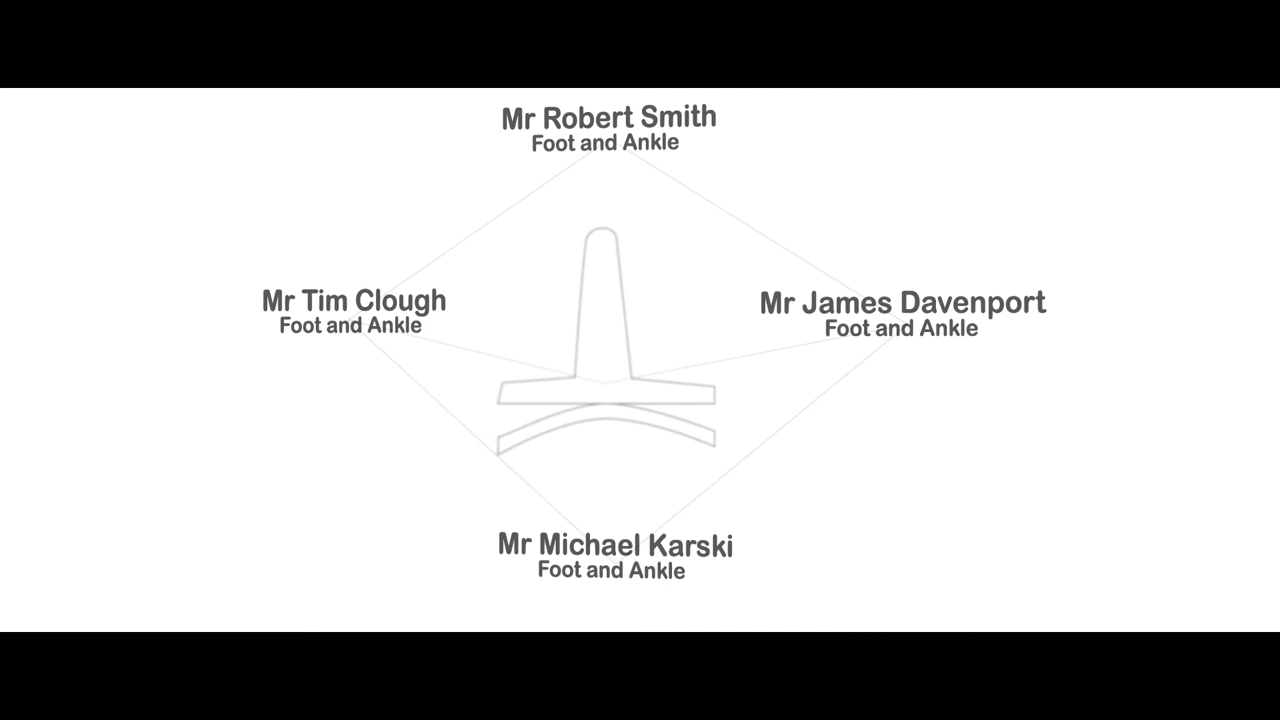 Mr Robert Smith
Foot and Ankle
Mr Tim Clough
Foot and Ankle
Mr James Davenport
Foot and Ankle
Mr Michael Karski
Foot and Ankle